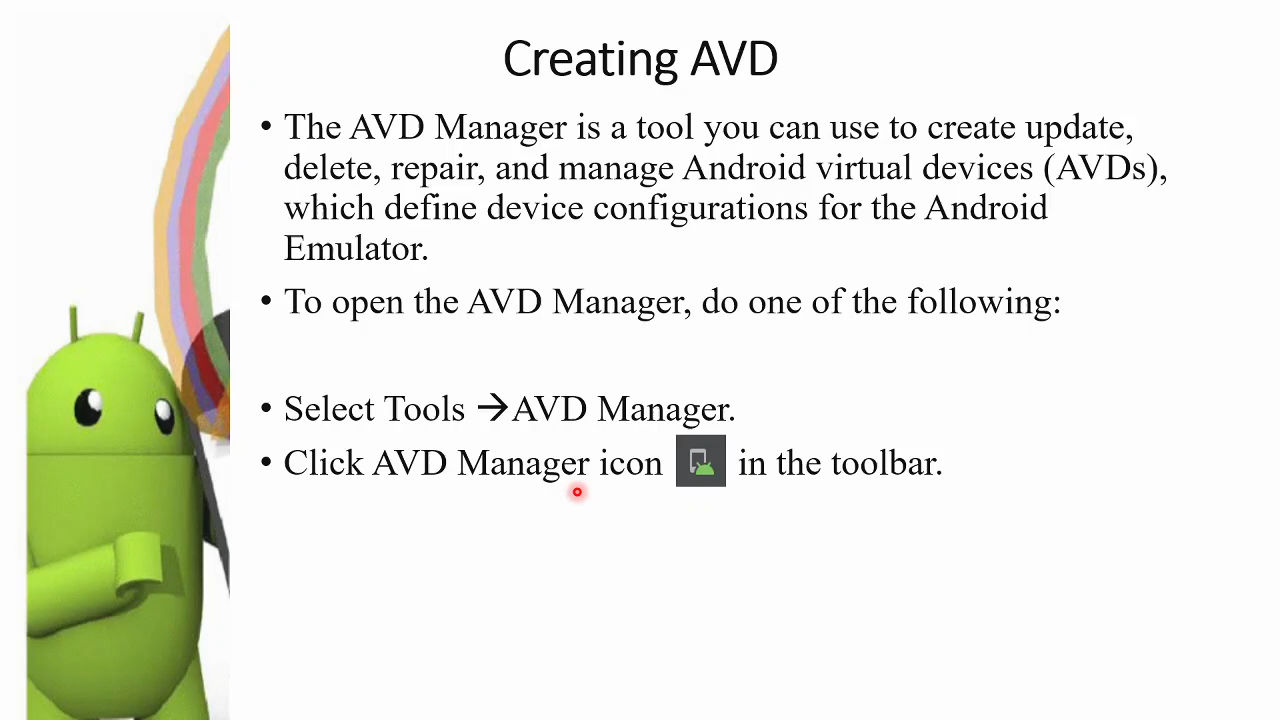 Creating AVD
• The AVD Manager is a tool you can use to create update,
delete, repair, and manage Android virtual devices (AVDs),
which define device configurations for the Android
Emulator.
• To open the AVD Manager, do one of the following:
• Select Tools →AVD Manager.
• Click AVD Manager icon in the toolbar.